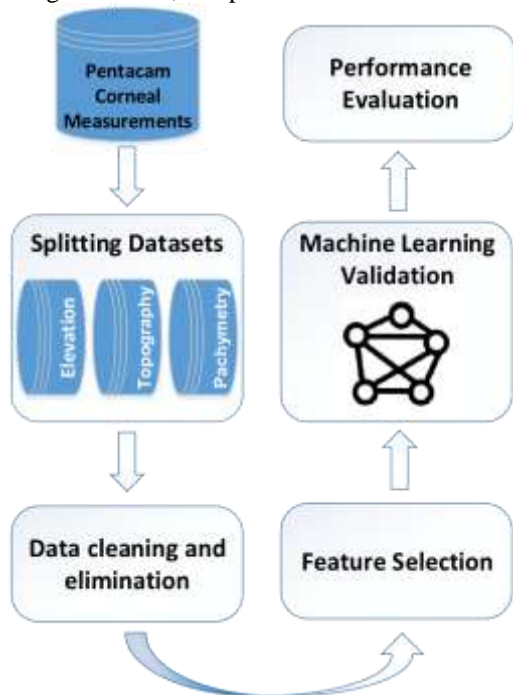 Pentacam
Corneal
Measurements
Splitting Datasets
Elevation
Topography
Pachymetry
Data cleaning and
elimination
Feature Selection
Machine Learning
Validation
Performance
Evaluation